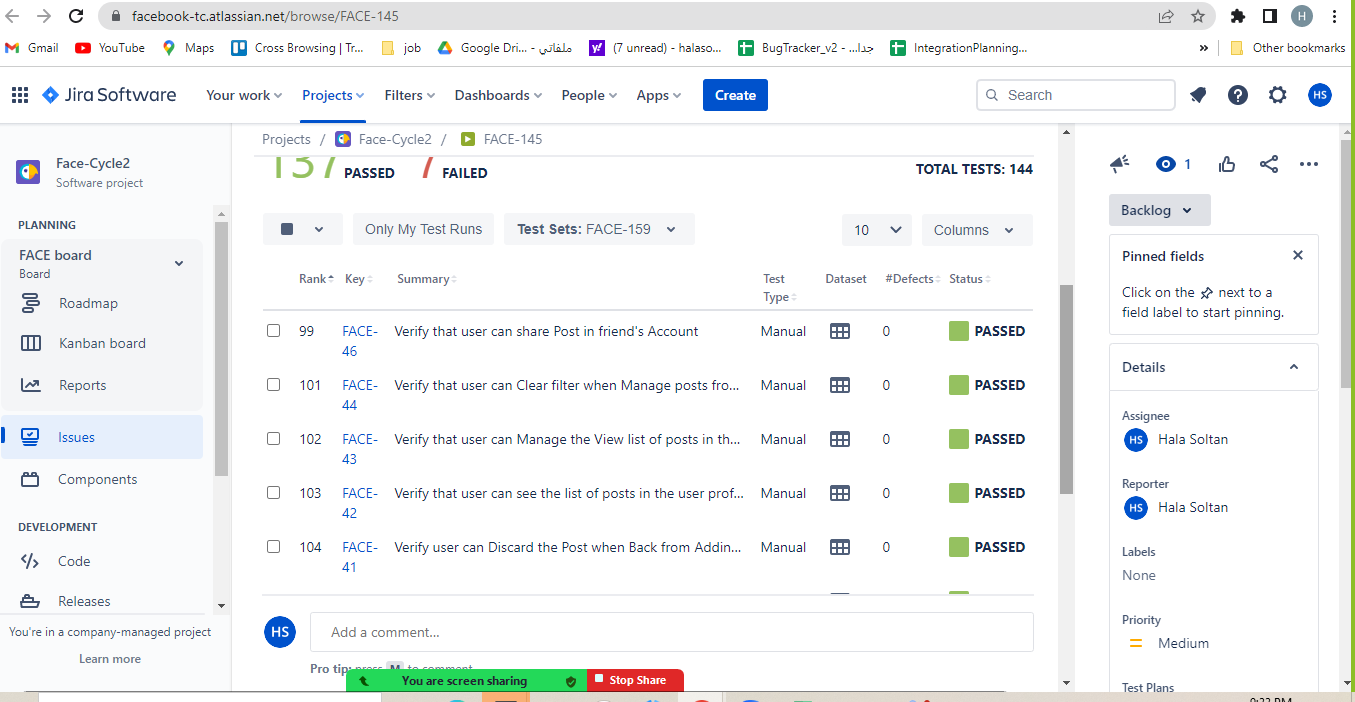 facebook-tc.atlassian.net/browse/FACE-145
H
Gmail
YouTube
Maps
Cross Browsing | Tr...
job
Google Dri... - ملفاتي
(7 unread) - halaso...
BugTracker_v2 - ...جدا
IntegrationPlanning...
»
Other bookmarks
Jira Software
Your work
Projects
Filters
Dashboards
People
Apps
Create
Search
HS
Face-Cycle2
Software project
PLANNING
FACE board
Board
Roadmap
Kanban board
Reports
Issues
Components
DEVELOPMENT
Code
Releases
You're in a company-managed project
Learn more
Projects / Face-Cycle2 / FACE-145
137 PASSED 7 FAILED
TOTAL TESTS: 144
Only My Test Runs
Test Sets: FACE-159
10
Columns
Rank Key Summary Test Type Dataset #Defects Status
99 FACE-46 Verify that user can share Post in friend's Account Manual 0 PASSED
101 FACE-44 Verify that user can Clear filter when Manage posts fro... Manual 0 PASSED
102 FACE-43 Verify that user can Manage the View list of posts in th... Manual 0 PASSED
103 FACE-42 Verify that user can see the list of posts in the user prof... Manual 0 PASSED
104 FACE-41 Verify user can Discard the Post when Back from Addin... Manual 0 PASSED
HS
Add a comment...
Pro tip: press M to comment
You are screen sharing
Stop Share
1
Backlog
Pinned fields
Click on the next to a
field label to start pinning.
Details
Assignee
HS Hala Soltan
Reporter
HS Hala Soltan
Labels
None
Priority
Medium
Test Plans